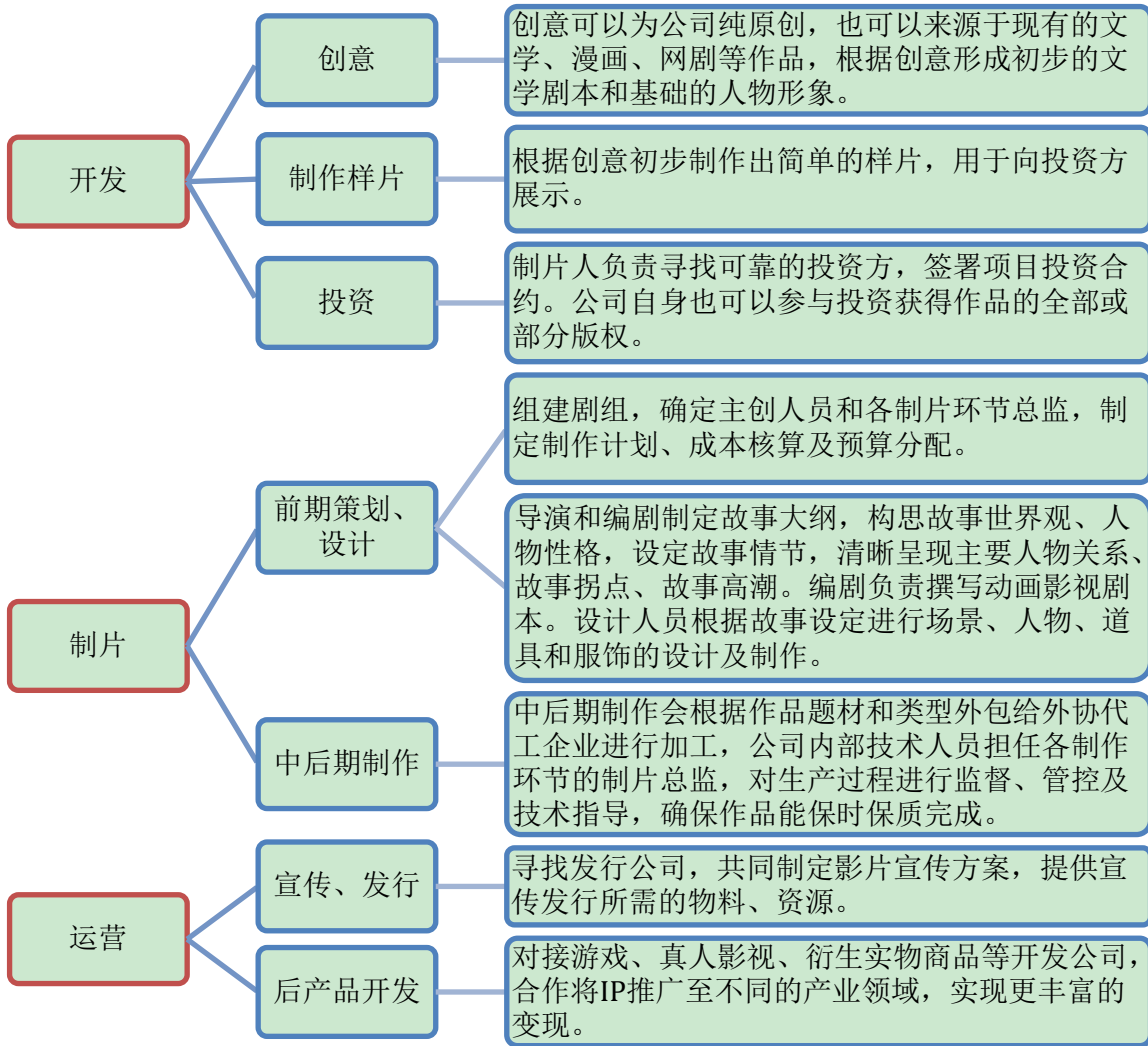 开发
创意
创意可以为公司纯原创，也可以来源于现有的文
学、漫画、网剧等作品，根据创意形成初步的文
学剧本和基础的人物形象。
制作样片
根据创意初步制作出简单的样片，用于向投资方
展示。
投资
制片人负责寻找可靠的投资方，签署项目投资合
约。公司自身也可以参与投资获得作品的全部或
部分版权。
制片
前期策划、
设计
组建剧组，确定主创人员和各制片环节总监，制
定制作计划、成本核算及预算分配。
导演和编剧制定故事大纲，构思故事世界观、人
物性格，设定故事情节，清晰呈现主要人物关系、
故事拐点、故事高潮。编剧负责撰写动画影视剧
本。设计人员根据故事设定进行场景、人物、道
具和服饰的设计及制作。
中后期制作
中后期制作会根据作品题材和类型外包给外协代
工企业进行加工，公司内部技术人员担任各制作
环节的制片总监，对生产过程进行监督、管控及
技术指导，确保作品能保时保质完成。
运营
宣传、发行
寻找发行公司，共同制定影片宣传方案，提供宣
传发行所需的物料、资源。
后产品开发
对接游戏、真人影视、衍生实物商品等开发公司，
合作将IP推广至不同的产业领域，实现更丰富的
变现。